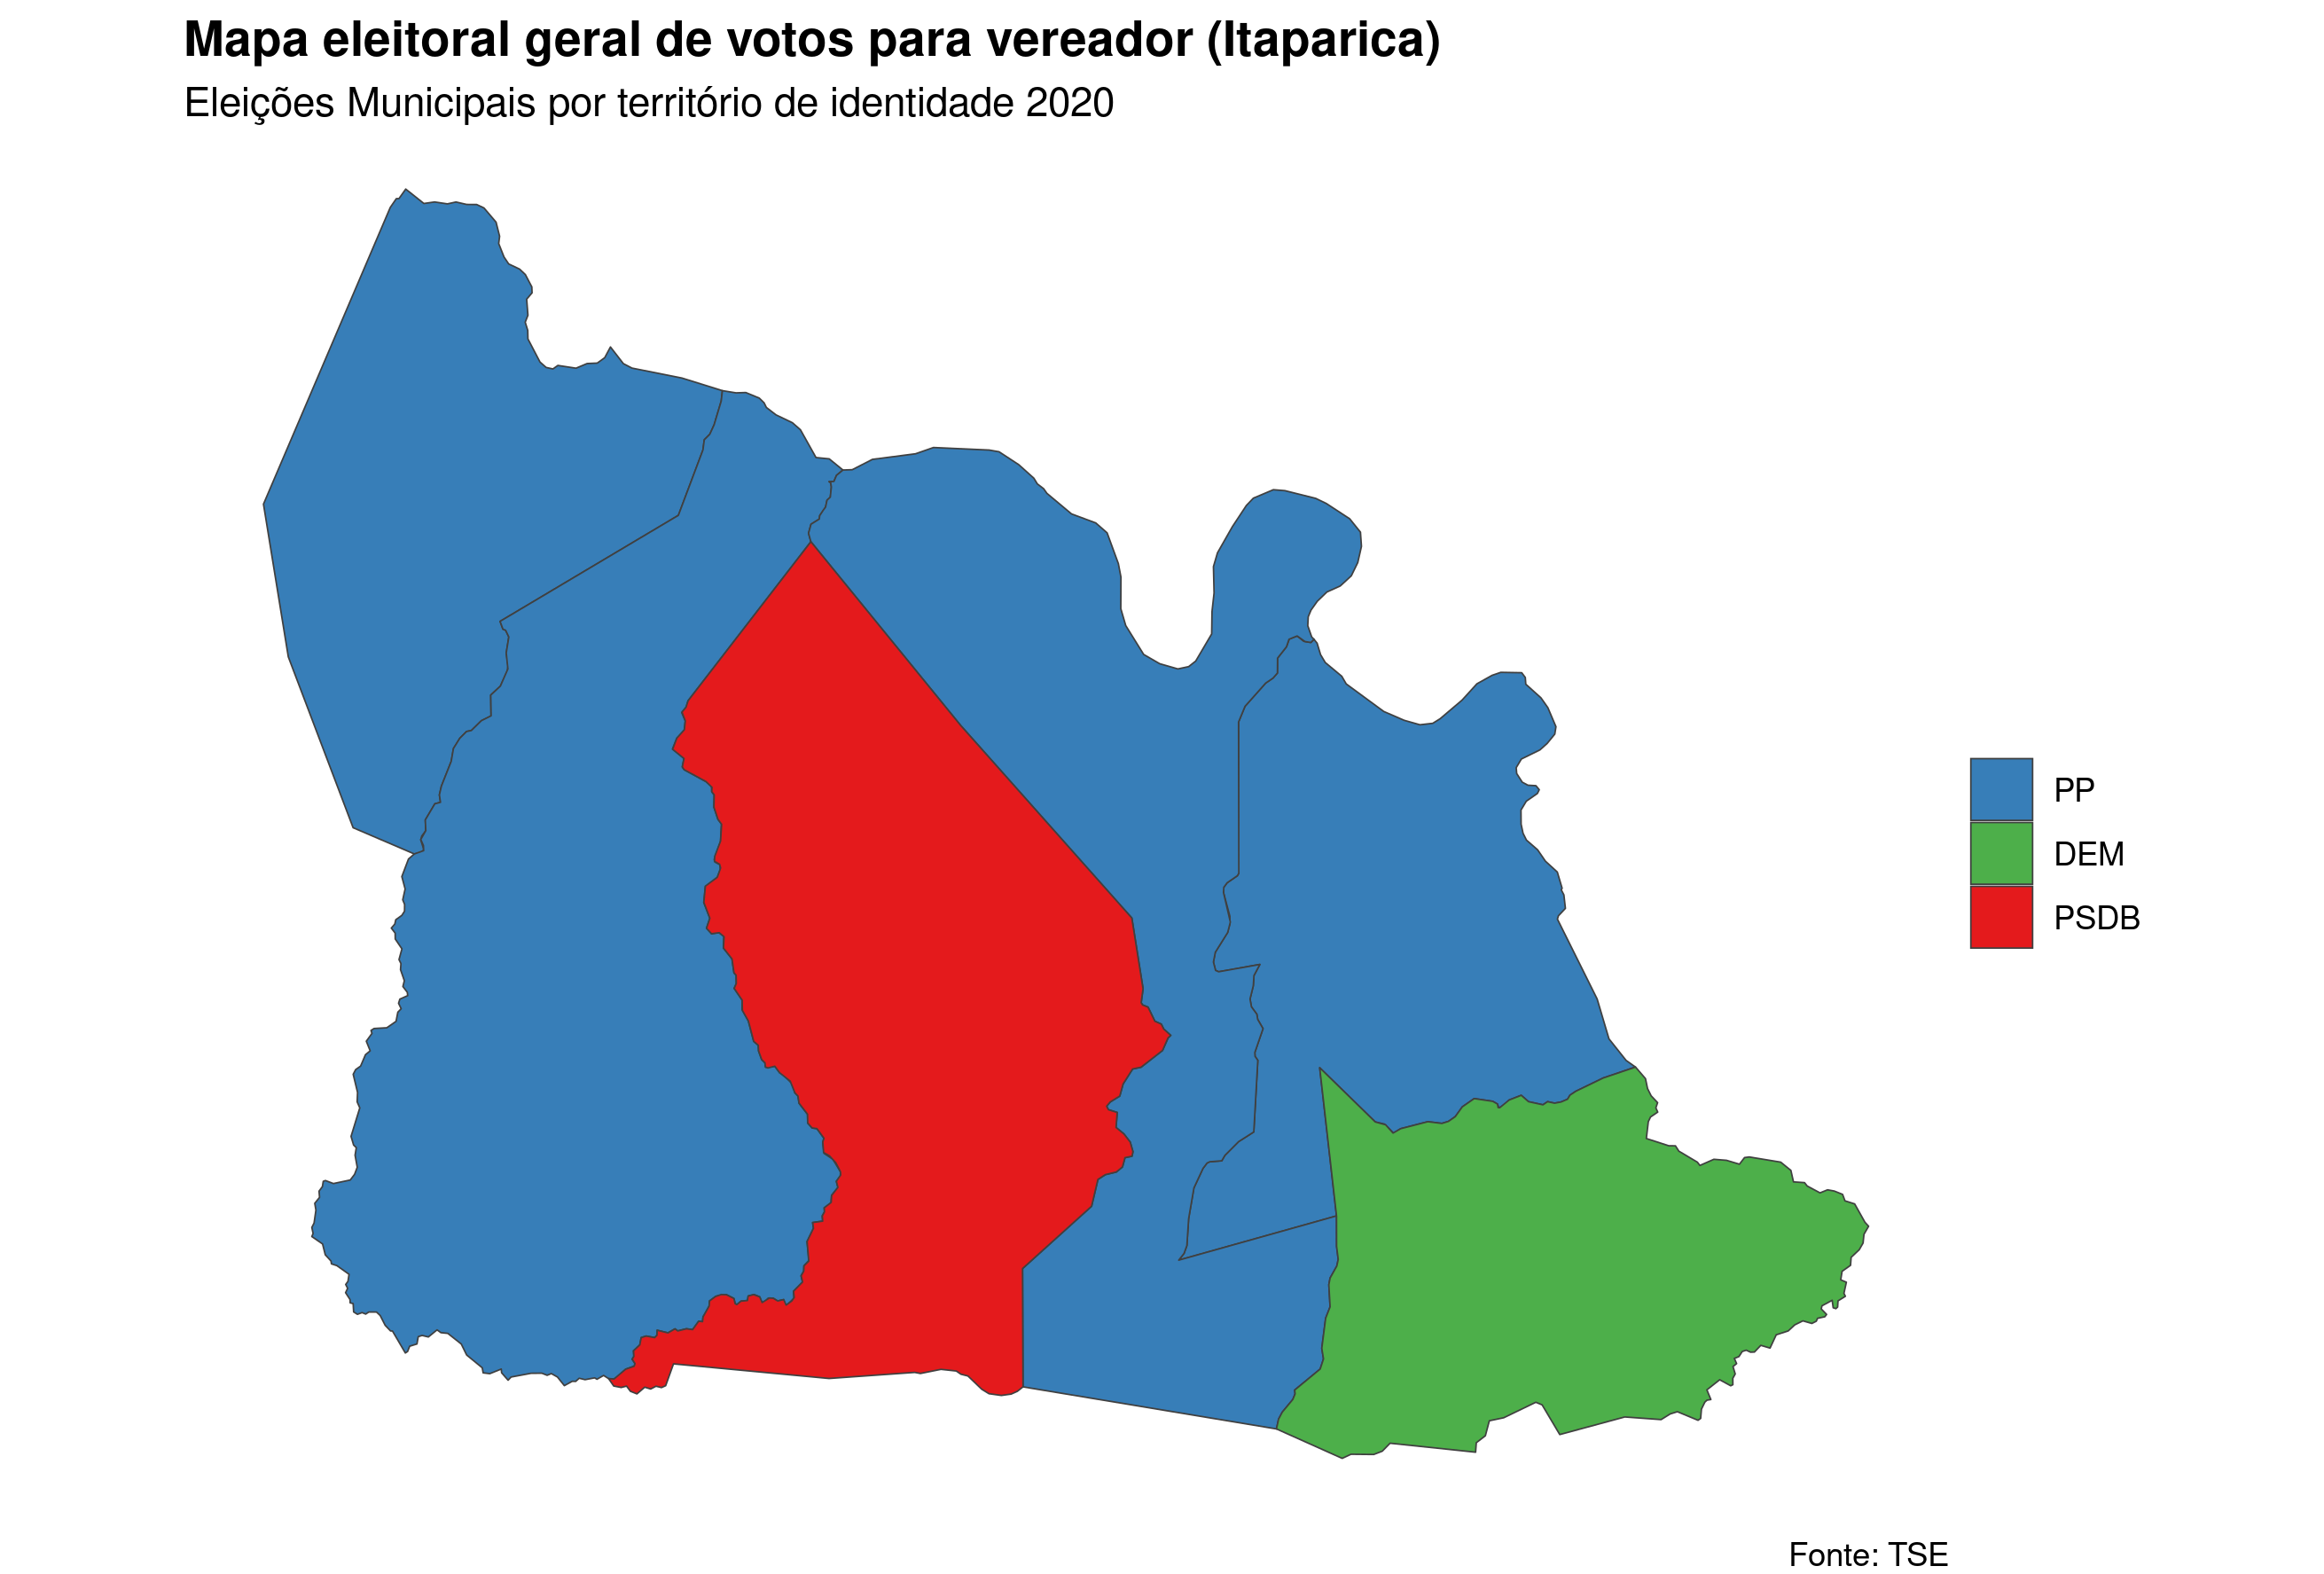 Mapa eleitoral geral de votos para vereador (Itaparica)
Eleições Municipais por território de identidade 2020
PP
DEM
PSDB
Fonte: TSE